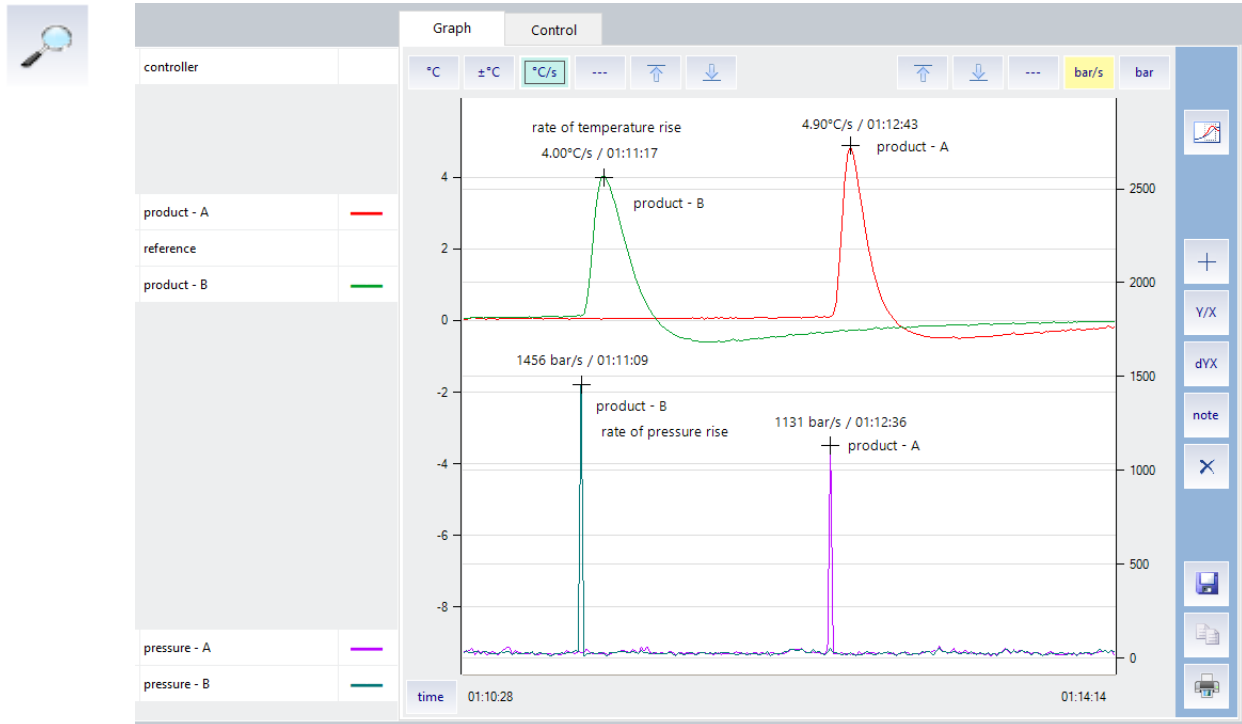 Graph
Control
controller
°C
±°C
°C/s
---
---
bar/s
bar
rate of temperature rise
4.00°C/s / 01:11:17
4.90°C/s / 01:12:43
product - A
product - B
product - A
reference
product - B
4
2
0
-2
-4
-6
-8
2500
2000
1500
1000
500
0
1456 bar/s / 01:11:09
product - B
rate of pressure rise
1131 bar/s / 01:12:36
product - A
Y/X
dYX
note
pressure - A
pressure - B
time
01:10:28
01:14:14